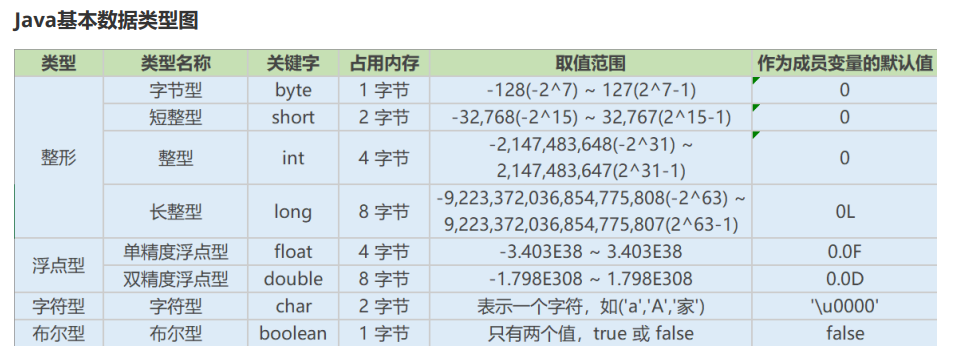 Java基本数据类型图
类型 类型名称 关键字 占用内存 取值范围 作为成员变量的默认值
整形 字节型 byte 1 字节 -128(-2^7) ~ 127(2^7-1) 0
短整型 short 2 字节 -32,768(-2^15) ~ 32,767(2^15-1) 0
整型 int 4 字节 -2,147,483,648(-2^31) ~
2,147,483,647(2^31-1) 0
长整型 long 8 字节 -9,223,372,036,854,775,808(-2^63) ~
9,223,372,036,854,775,807(2^63-1) 0L
浮点型 单精度浮点型 float 4 字节 -3.403E38 ~ 3.403E38 0.0F
双精度浮点型 double 8 字节 -1.798E308 ~ 1.798E308 0.0D
字符型 字符型 char 2 字节 表示一个字符，如('a','A','家') '\u0000'
布尔型 布尔型 boolean 1 字节 只有两个值，true 或 false false